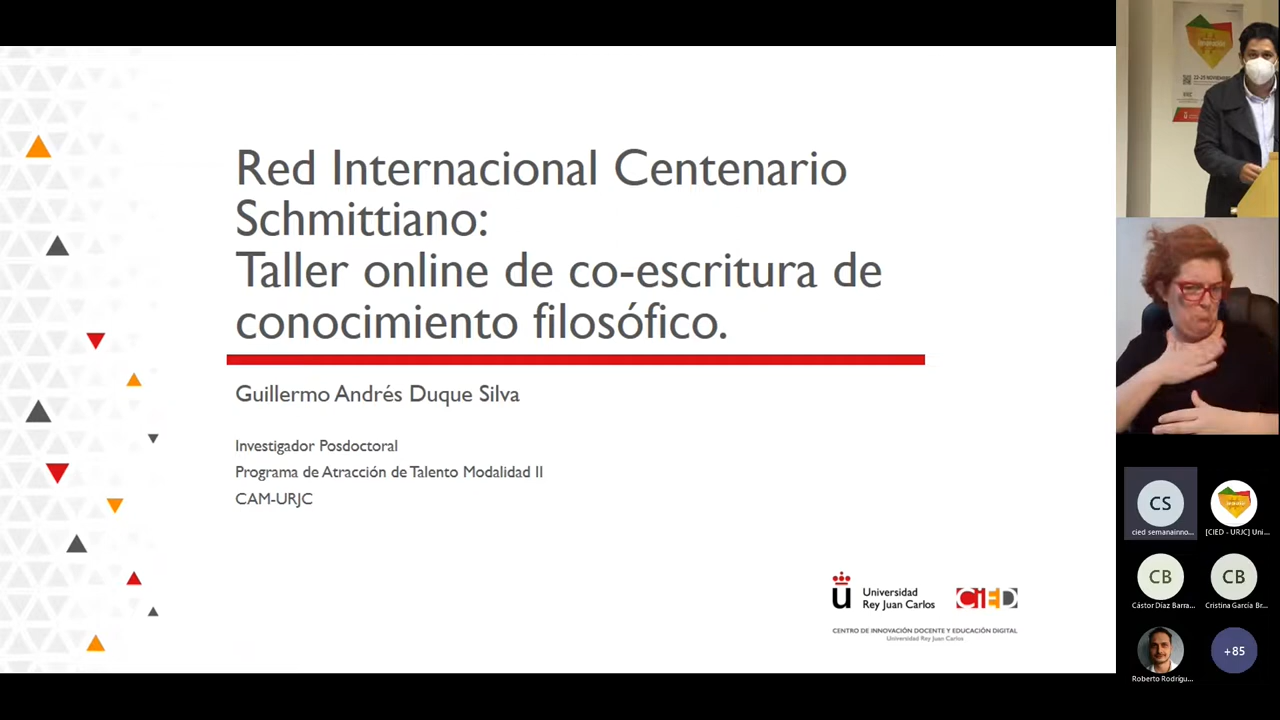 Red Internacional Centenario
Schmittiano:
Taller online de co-escritura de
conocimiento filosófico.
Guillermo Andrés Duque Silva
Investigador Posdoctoral
Programa de Atracción de Talento Modalidad II
CAM-URJC
Universidad
Rey Juan Carlos
CIED
CENTRO DE INNOVACIÓN DOCENTE Y EDUCACIÓN DIGITAL
Universidad Rey Juan Carlos
CS
cied semanainno...
[CIED - URJC] Uni...
CB
Cástor Díaz Barra...
CB
Cristina García Br...
Roberto Rodrígu...
+85